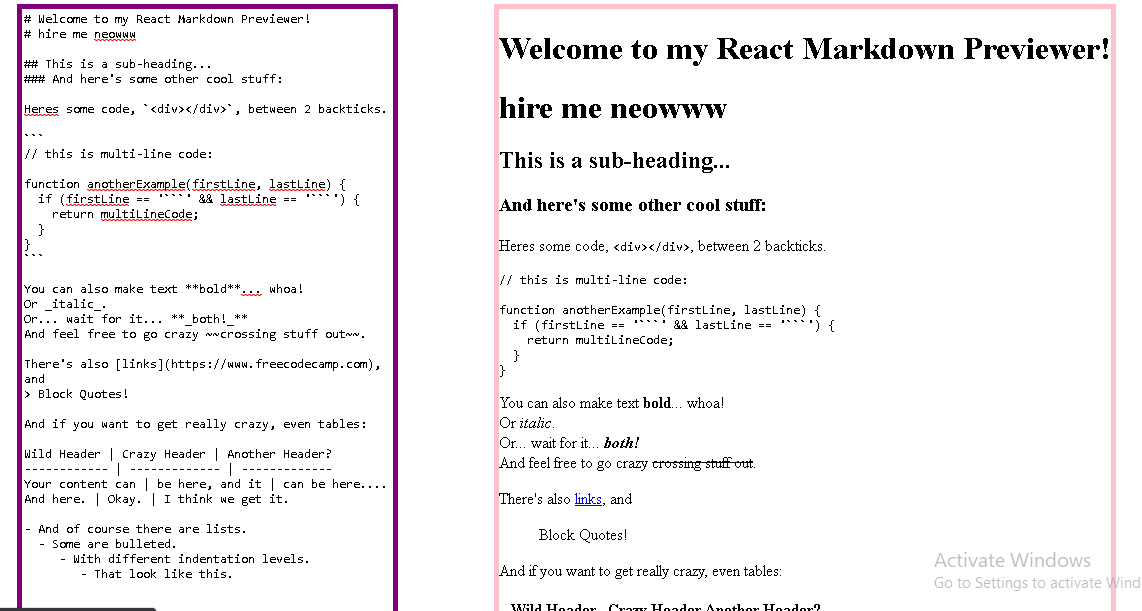 # Welcome to my React Markdown Previewer!
# hire me neowww
## This is a sub-heading...
### And here's some other cool stuff:
Heres some code, `<div></div>`, between 2 backticks.
```
// this is multi-line code:
function anotherExample(firstLine, lastLine) {
  if (firstLine == '```' && lastLine == '```') {
    return multiLineCode;
  }
}
```
You can also make text **bold**... whoa!
Or _italic_.
Or... wait for it... **_both!_**
And feel free to go crazy ~~crossing stuff out~~.
There's also [links](https://www.freecodecamp.com),
and
> Block Quotes!
And if you want to get really crazy, even tables:
Wild Header | Crazy Header | Another Header?
------------ | ------------- | -------------
Your content can | be here, and it | can be here....
And here. | Okay. | I think we get it.
- And of course there are lists.
  - Some are bulleted.
     - With different indentation levels.
        - That look like this.
Welcome to my React Markdown Previewer!
hire me neowww
This is a sub-heading...
And here's some other cool stuff:
Heres some code, <div></div>, between 2 backticks.
// this is multi-line code:
function anotherExample(firstLine, lastLine) {
  if (firstLine == '```' && lastLine == '```') {
    return multiLineCode;
  }
}
You can also make text bold... whoa!
Or italic.
Or... wait for it... both!
And feel free to go crazy crossing stuff out.
There's also links, and
Block Quotes!
And if you want to get really crazy, even tables:
Wild Header Crazy Header Another Header?
Activate Windows
Go to Settings to activate Wind